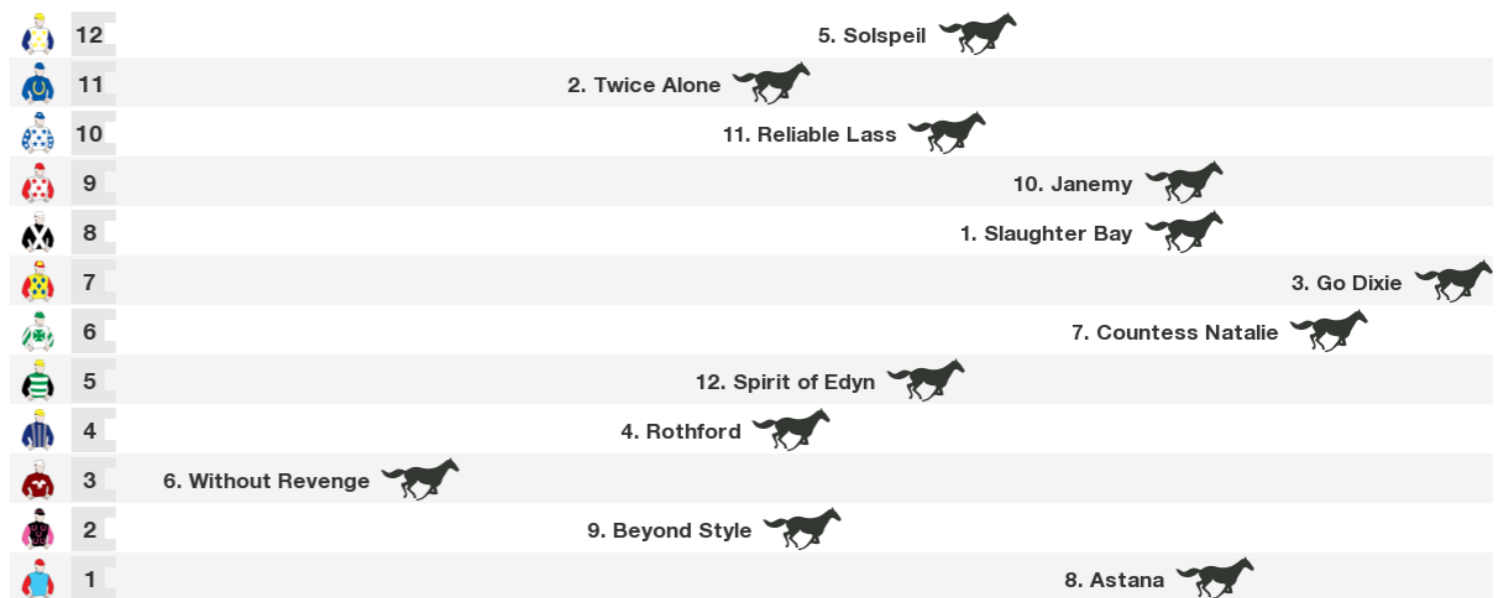 12 5. Solspeil
11 2. Twice Alone
10 11. Reliable Lass
9 10. Janemy
8 1. Slaughter Bay
7 3. Go Dixie
6 7. Countess Natalie
5 12. Spirit of Edyn
4 4. Rothford
3 6. Without Revenge
2 9. Beyond Style
1 8. Astana